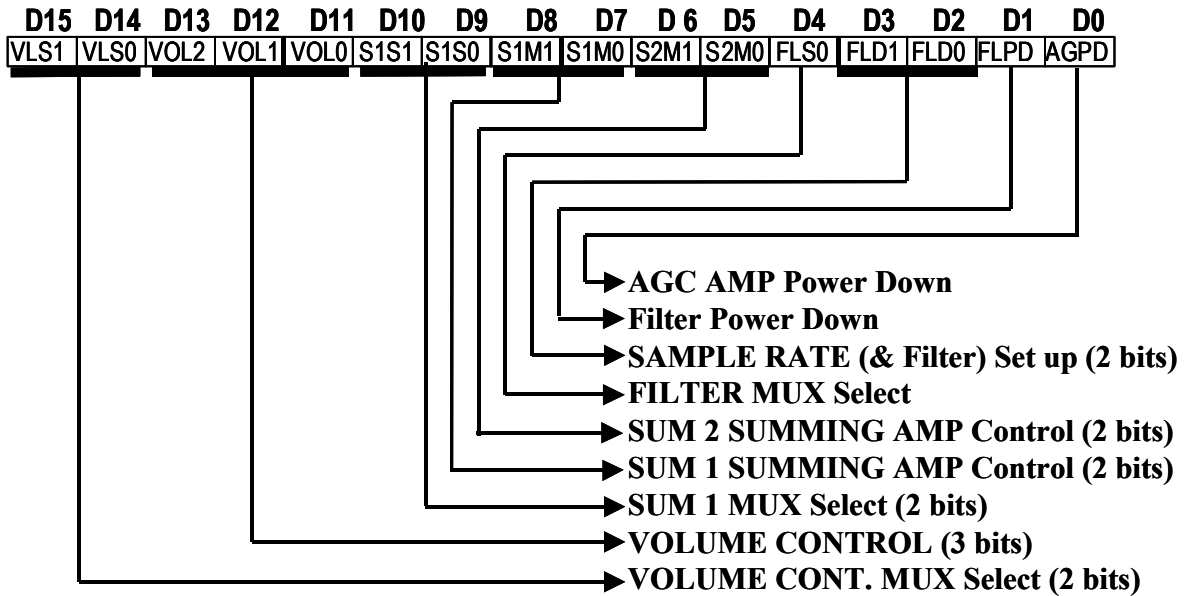 D15 D14 D13 D12 D11 D10 D9 D8 D7 D 6 D5 D4 D3 D2 D1 D0
VLS1 VLS0 VOL2 VOL1 VOL0 S1S1 S1S0 S1M1 S1M0 S2M1 S2M0 FLS0 FLD1 FLD0 FLPD AGPD
AGC AMP Power Down
Filter Power Down
SAMPLE RATE (& Filter) Set up (2 bits)
FILTER MUX Select
SUM 2 SUMMING AMP Control (2 bits)
SUM 1 SUMMING AMP Control (2 bits)
SUM 1 MUX Select (2 bits)
VOLUME CONTROL (3 bits)
VOLUME CONT. MUX Select (2 bits)